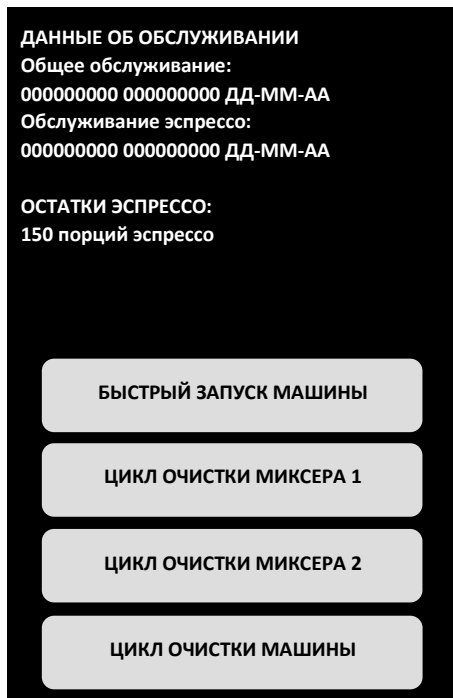 ДАННЫЕ ОБ ОБСЛУЖИВАНИИ
Общее обслуживание:
000000000 000000000 ДД-ММ-АА
Обслуживание эспрессо:
000000000 000000000 ДД-ММ-АА
ОСТАТКИ ЭСПРЕССО:
150 порций эспрессо
БЫСТРЫЙ ЗАПУСК МАШИНЫ
ЦИКЛ ОЧИСТКИ МИКСЕРА 1
ЦИКЛ ОЧИСТКИ МИКСЕРА 2
ЦИКЛ ОЧИСТКИ МАШИНЫ